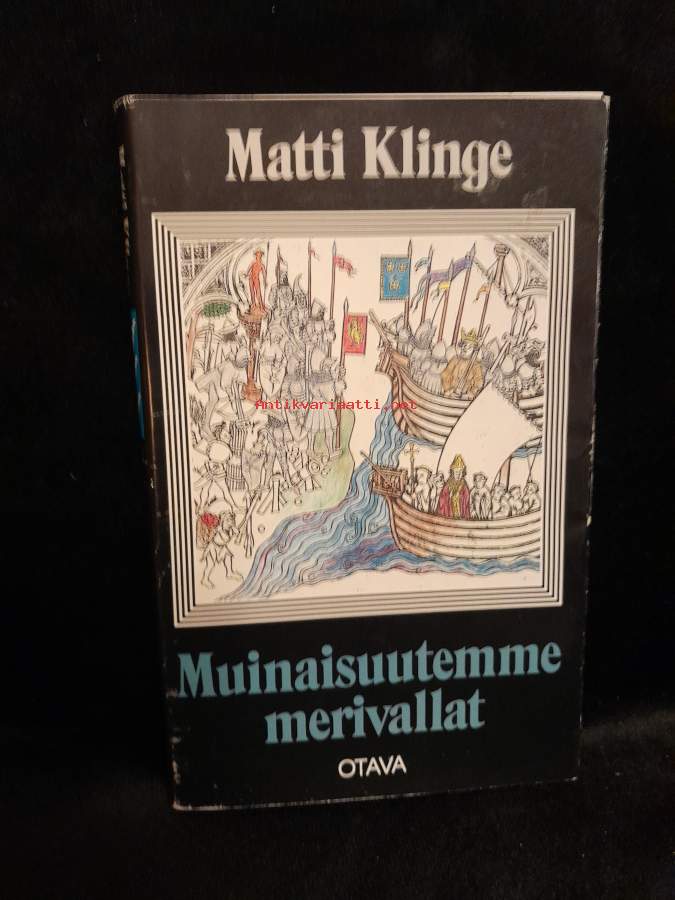 Matti Klinge
Antikvariaatti.net
Muinaisuutemme
merivallat
OTAVA